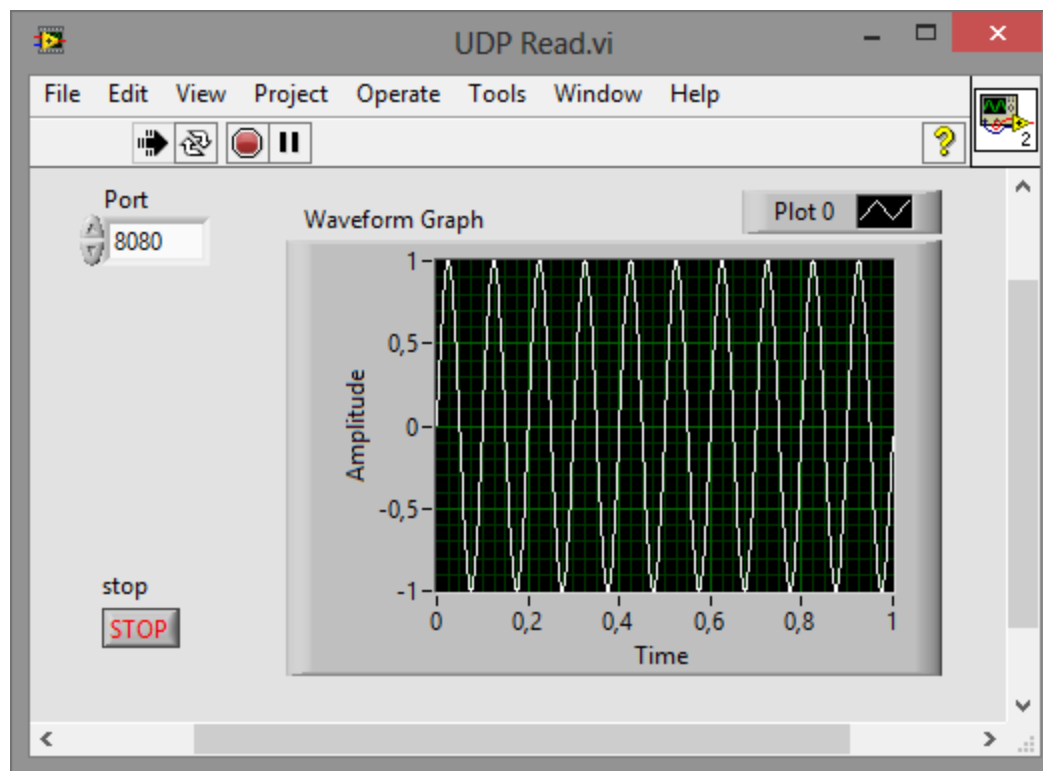 UDP Read.vi
File Edit View Project Operate Tools Window Help
2
Port
8080
Waveform Graph
Plot 0
1
0,5
0
-0,5
-1
Amplitude
0 0,2 0,4 0,6 0,8 1
Time
stop
STOP